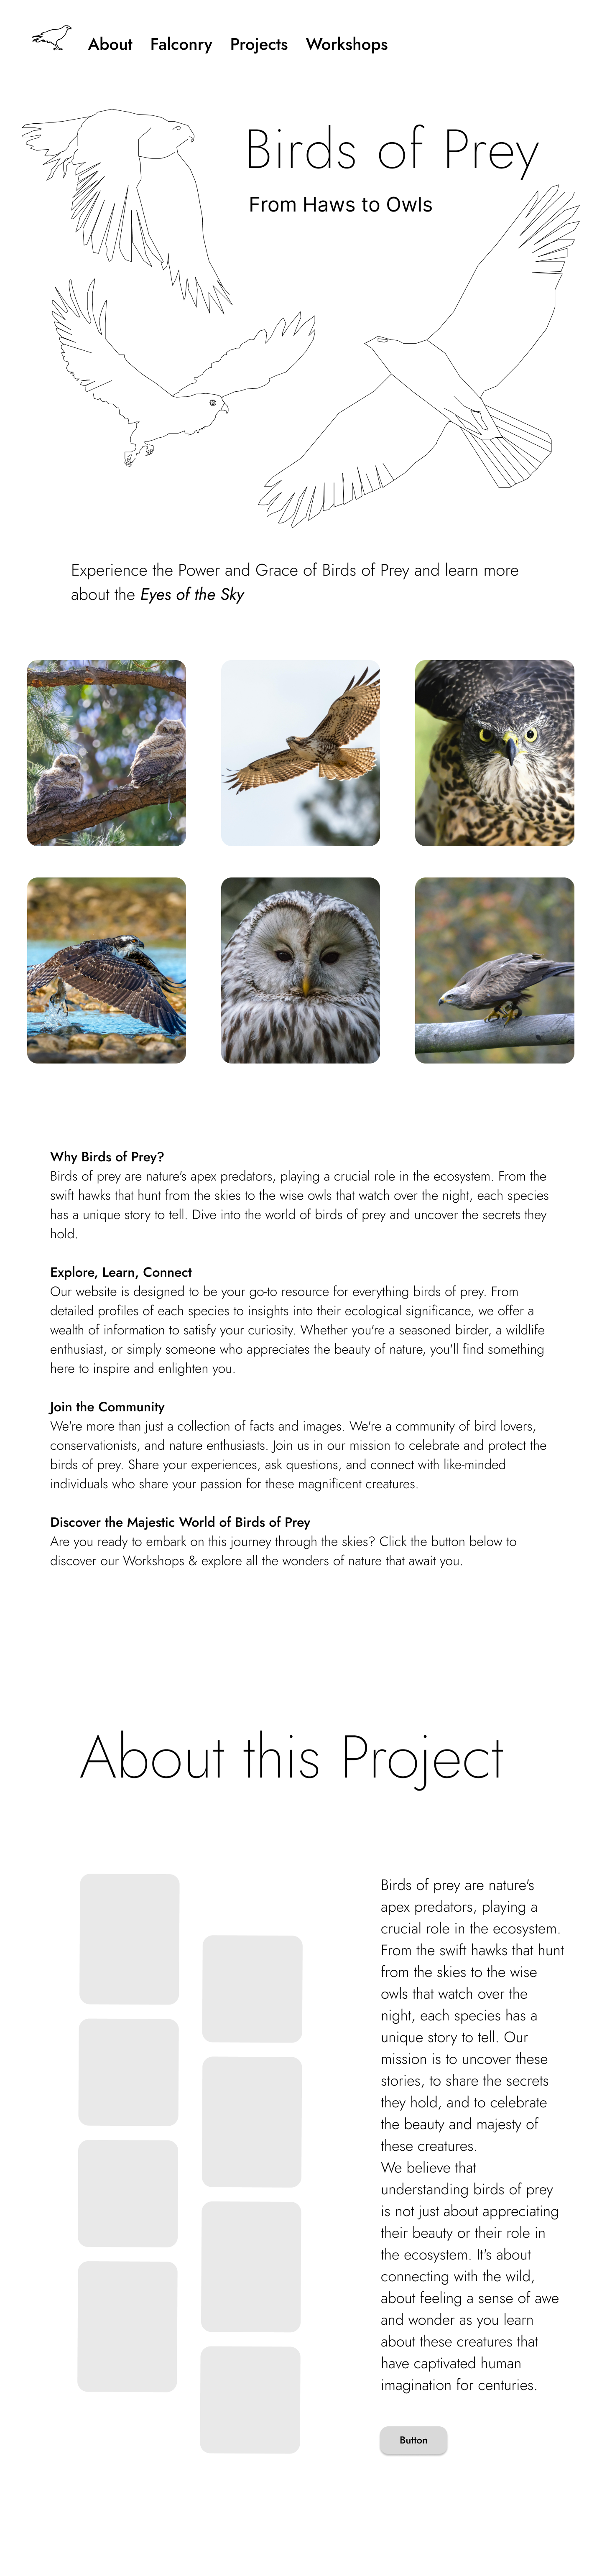 About Falconry Projects Workshops
Birds of Prey
From Haws to Owls
Experience the Power and Grace of Birds of Prey and learn more
about the Eyes of the Sky
Why Birds of Prey?
Birds of prey are nature's apex predators, playing a crucial role in the ecosystem. From the
swift hawks that hunt from the skies to the wise owls that watch over the night, each species
has a unique story to tell. Dive into the world of birds of prey and uncover the secrets they
hold.
Explore, Learn, Connect
Our website is designed to be your go-to resource for everything birds of prey. From
detailed profiles of each species to insights into their ecological significance, we offer a
wealth of information to satisfy your curiosity. Whether you're a seasoned birder, a wildlife
enthusiast, or simply someone who appreciates the beauty of nature, you'll find something
here to inspire and enlighten you.
Join the Community
We're more than just a collection of facts and images. We're a community of bird lovers,
conservationists, and nature enthusiasts. Join us in our mission to celebrate and protect the
birds of prey. Share your experiences, ask questions, and connect with like-minded
individuals who share your passion for these magnificent creatures.
Discover the Majestic World of Birds of Prey
Are you ready to embark on this journey through the skies? Click the button below to
discover our Workshops & explore all the wonders of nature that await you.
About this Project
Birds of prey are nature's
apex predators, playing a
crucial role in the ecosystem.
From the swift hawks that hunt
from the skies to the wise
owls that watch over the
night, each species has a
unique story to tell. Our
mission is to uncover these
stories, to share the secrets
they hold, and to celebrate
the beauty and majesty of
these creatures.
We believe that
understanding birds of prey
is not just about appreciating
their beauty or their role in
the ecosystem. It's about
connecting with the wild,
about feeling a sense of awe
and wonder as you learn
about these creatures that
have captivated human
imagination for centuries.
Button